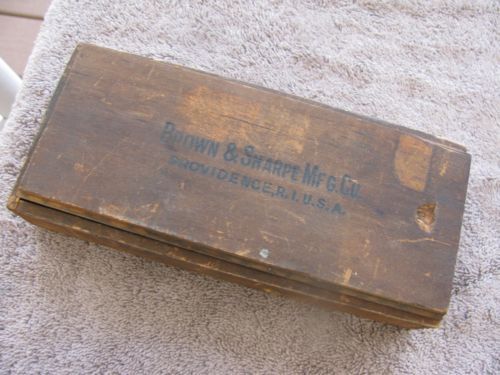 BROWN & SHARPE MFG. CO.
PROVIDENCE, R.I. U.S.A.